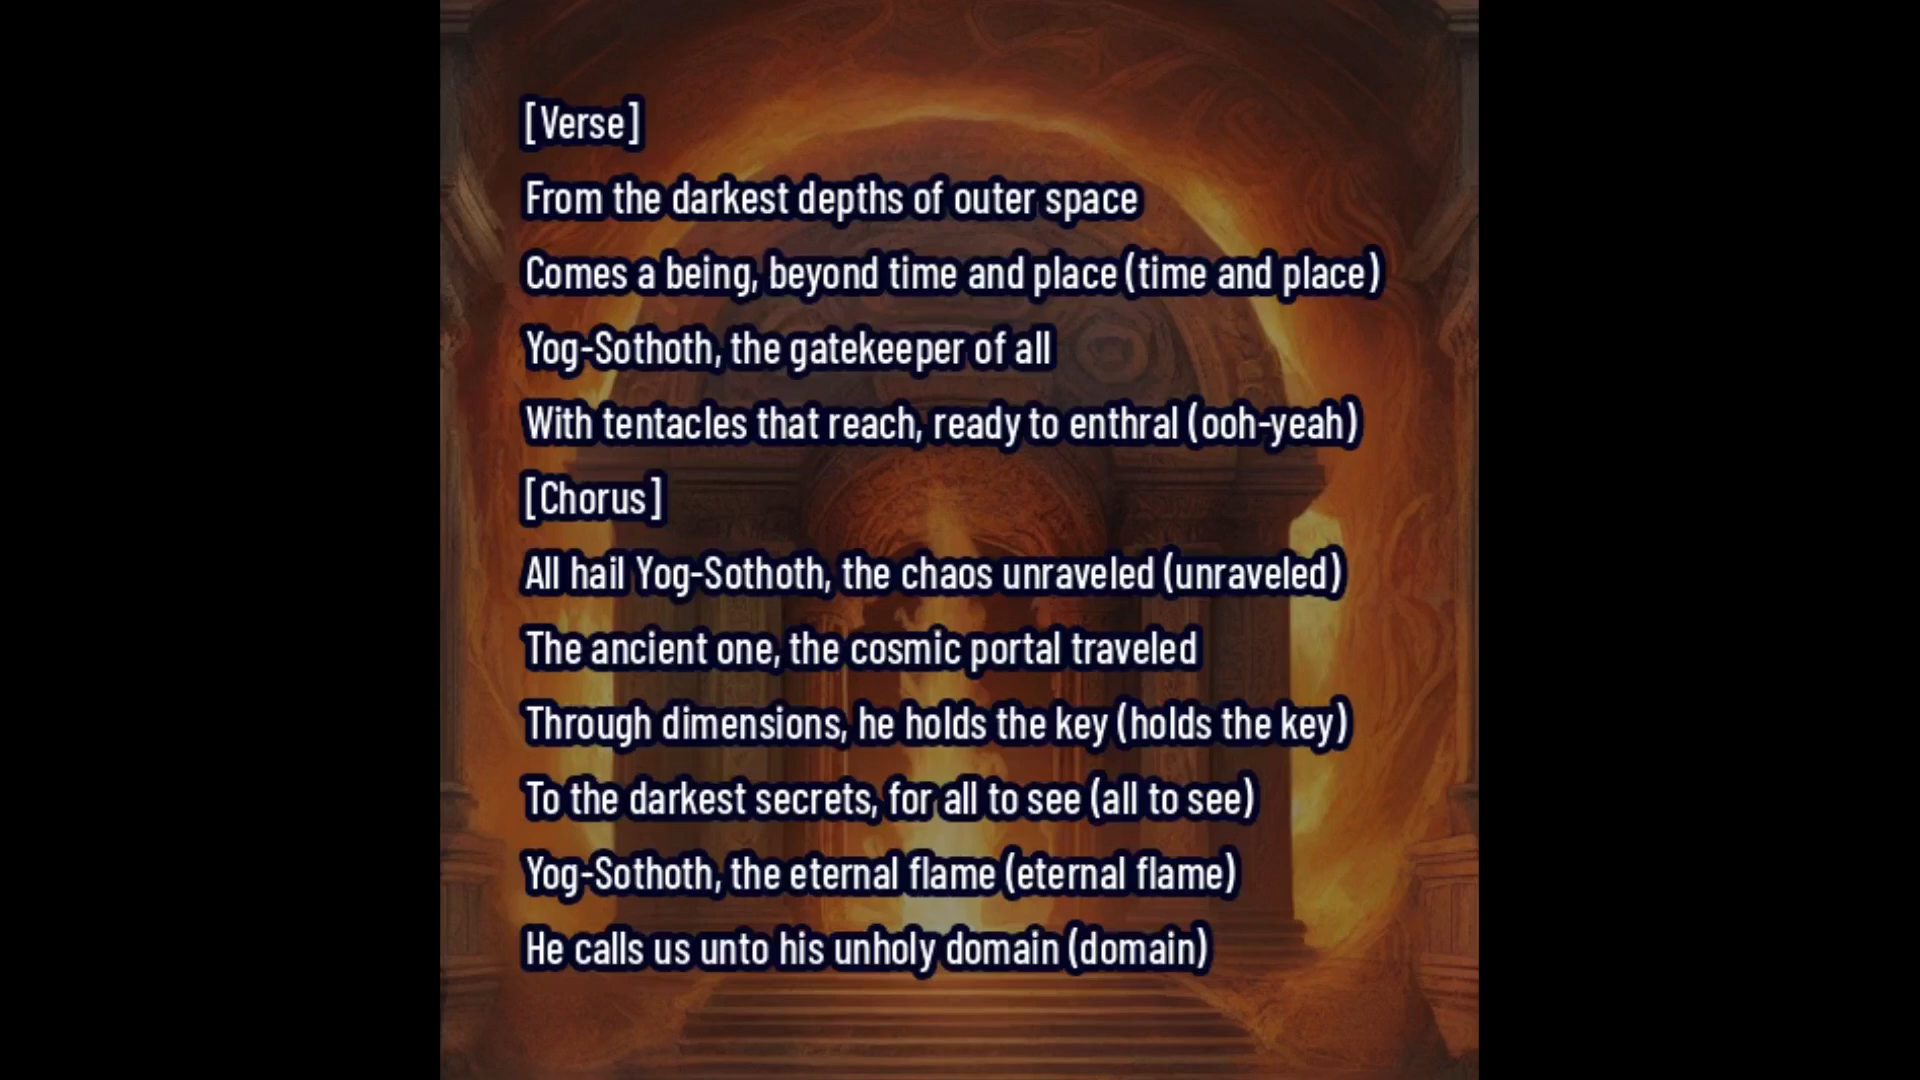 [Verse]
From the darkest depths of outer space
Comes a being, beyond time and place (time and place)
Yog-Sothoth, the gatekeeper of all
With tentacles that reach, ready to enthral (ooh-yeah)
[Chorus]
All hail Yog-Sothoth, the chaos unraveled (unraveled)
The ancient one, the cosmic portal traveled
Through dimensions, he holds the key (holds the key)
To the darkest secrets, for all to see (all to see)
Yog-Sothoth, the eternal flame (eternal flame)
He calls us unto his unholy domain (domain)